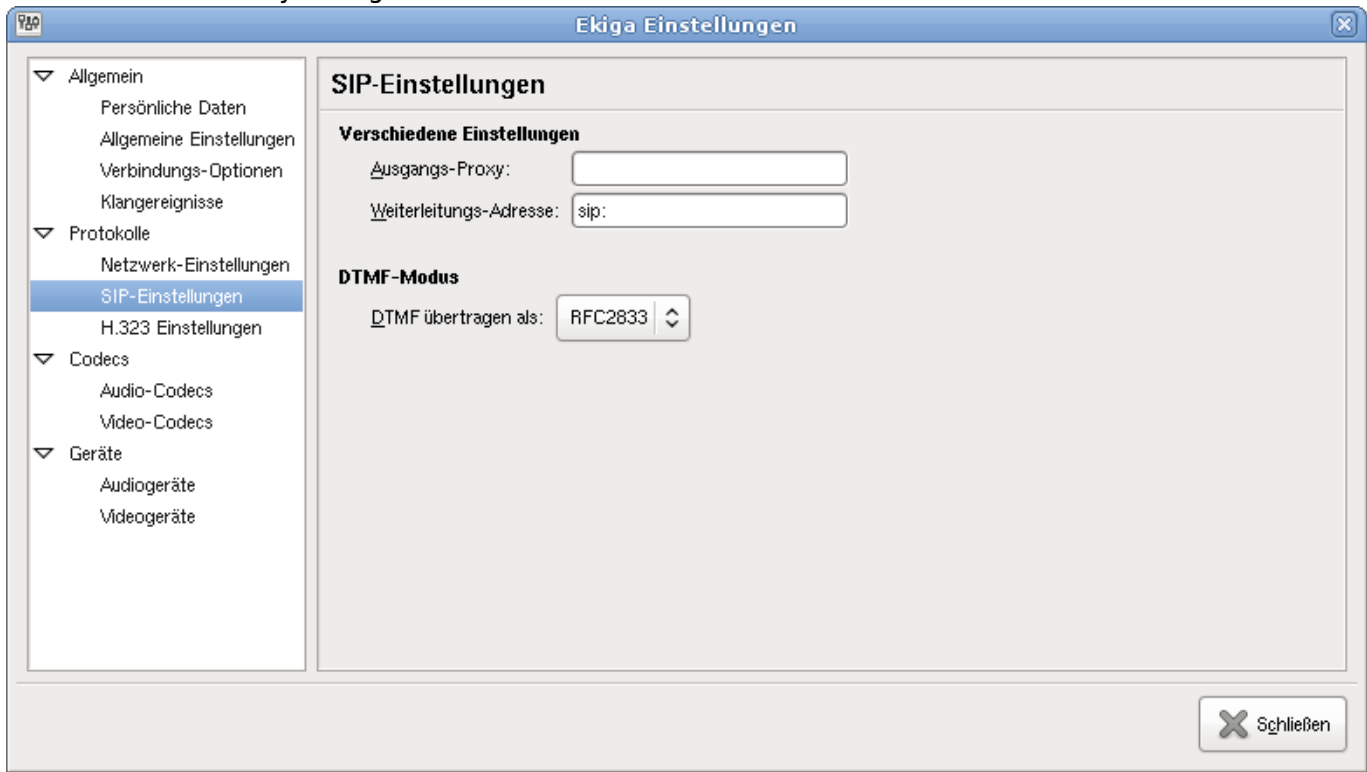 Ekiga Einstellungen
Allgemein
Persönliche Daten
Allgemeine Einstellungen
Verbindungs-Optionen
Klangereignisse
Protokolle
Netzwerk-Einstellungen
SIP-Einstellungen
H.323 Einstellungen
Codecs
Audio-Codecs
Video-Codecs
Geräte
Audiogeräte
Videogeräte
SIP-Einstellungen
Verschiedene Einstellungen
Ausgangs-Proxy:
Weiterleitungs-Adresse: sip:
DTMF-Modus
DTMF übertragen als: RFC2833
Schließen